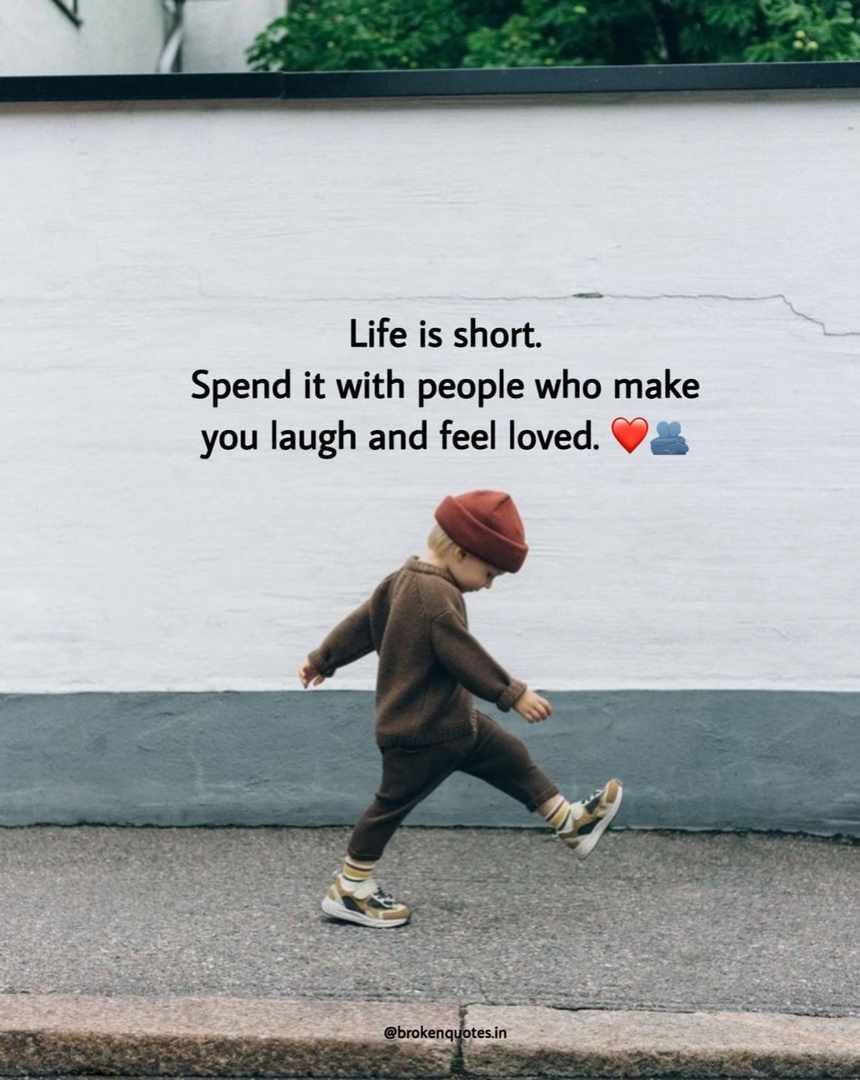 Life is short.
Spend it with people who make
you laugh and feel loved. ❤️🫂
@brokenquotes.in